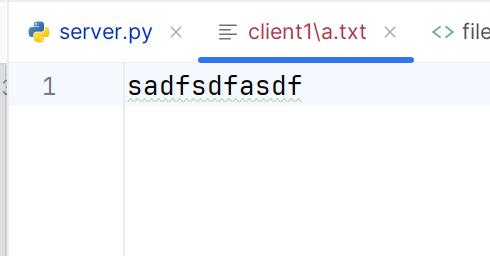 server.py client1\a.txt <> file
1 sadfsdfasdf